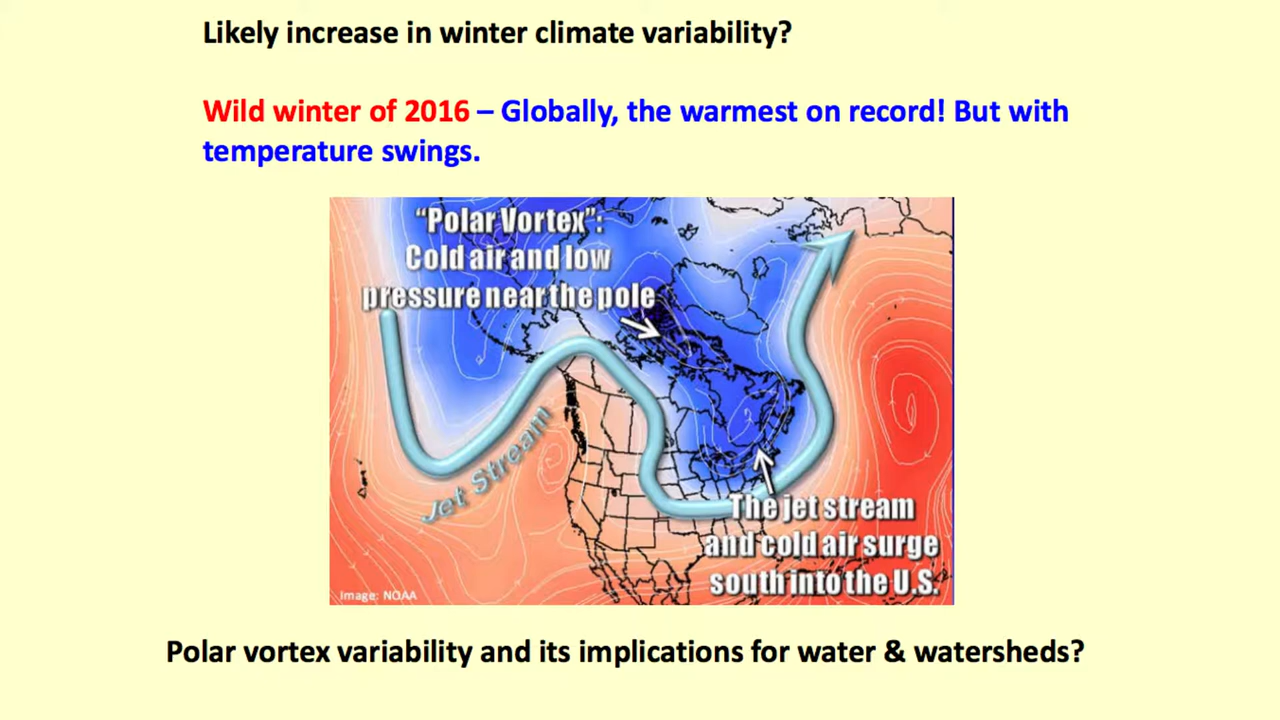 Likely increase in winter climate variability?
Wild winter of 2016 – Globally, the warmest on record! But with
temperature swings.
“Polar Vortex”:
Cold air and low
pressure near the pole
Jet Stream
The jet stream
and cold air surge
south into the U.S.
Image: NOAA
Polar vortex variability and its implications for water & watersheds?